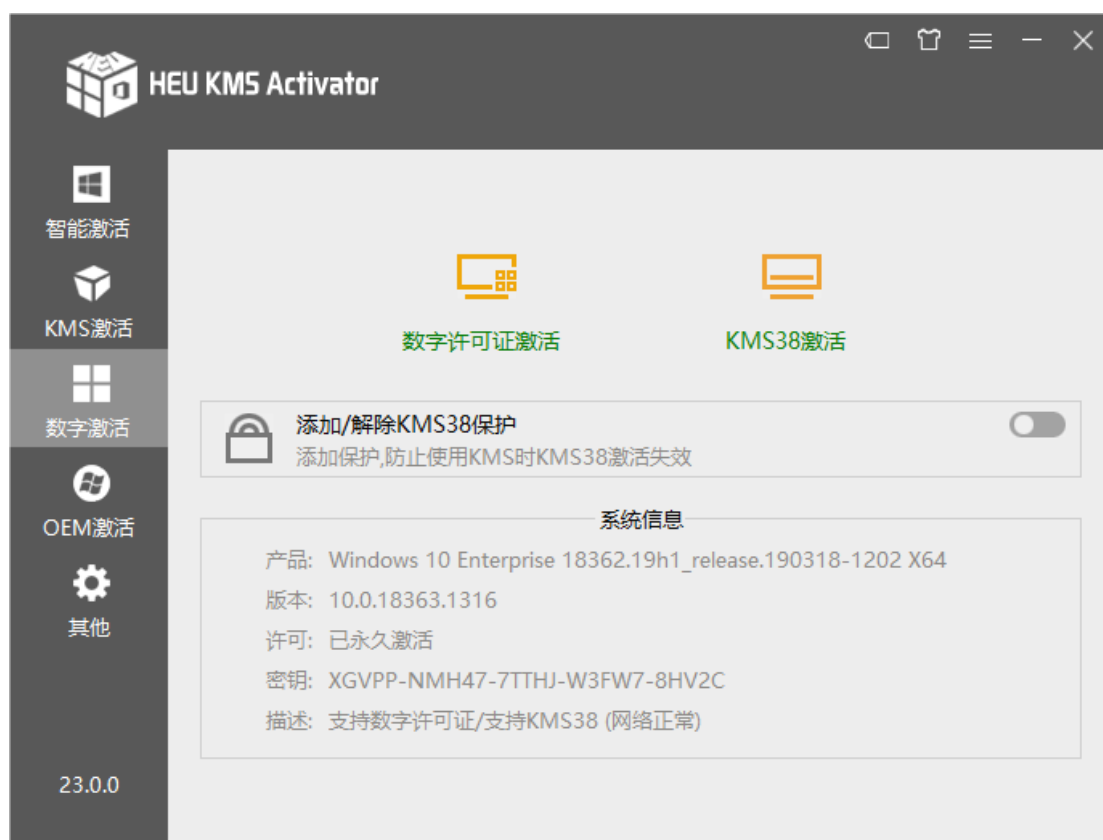 HEU KMS Activator
智能激活
KMS激活
数字激活
OEM激活
其他
23.0.0
数字许可证激活
KMS38激活
添加/解除KMS38保护
添加保护,防止使用KMS时KMS38激活失效
系统信息
产品: Windows 10 Enterprise 18362.19h1_release.190318-1202 X64
版本: 10.0.18363.1316
许可: 已永久激活
密钥: XGVPP-NMH47-7TTHJ-W3FW7-8HV2C
描述: 支持数字许可证/支持KMS38 (网络正常)